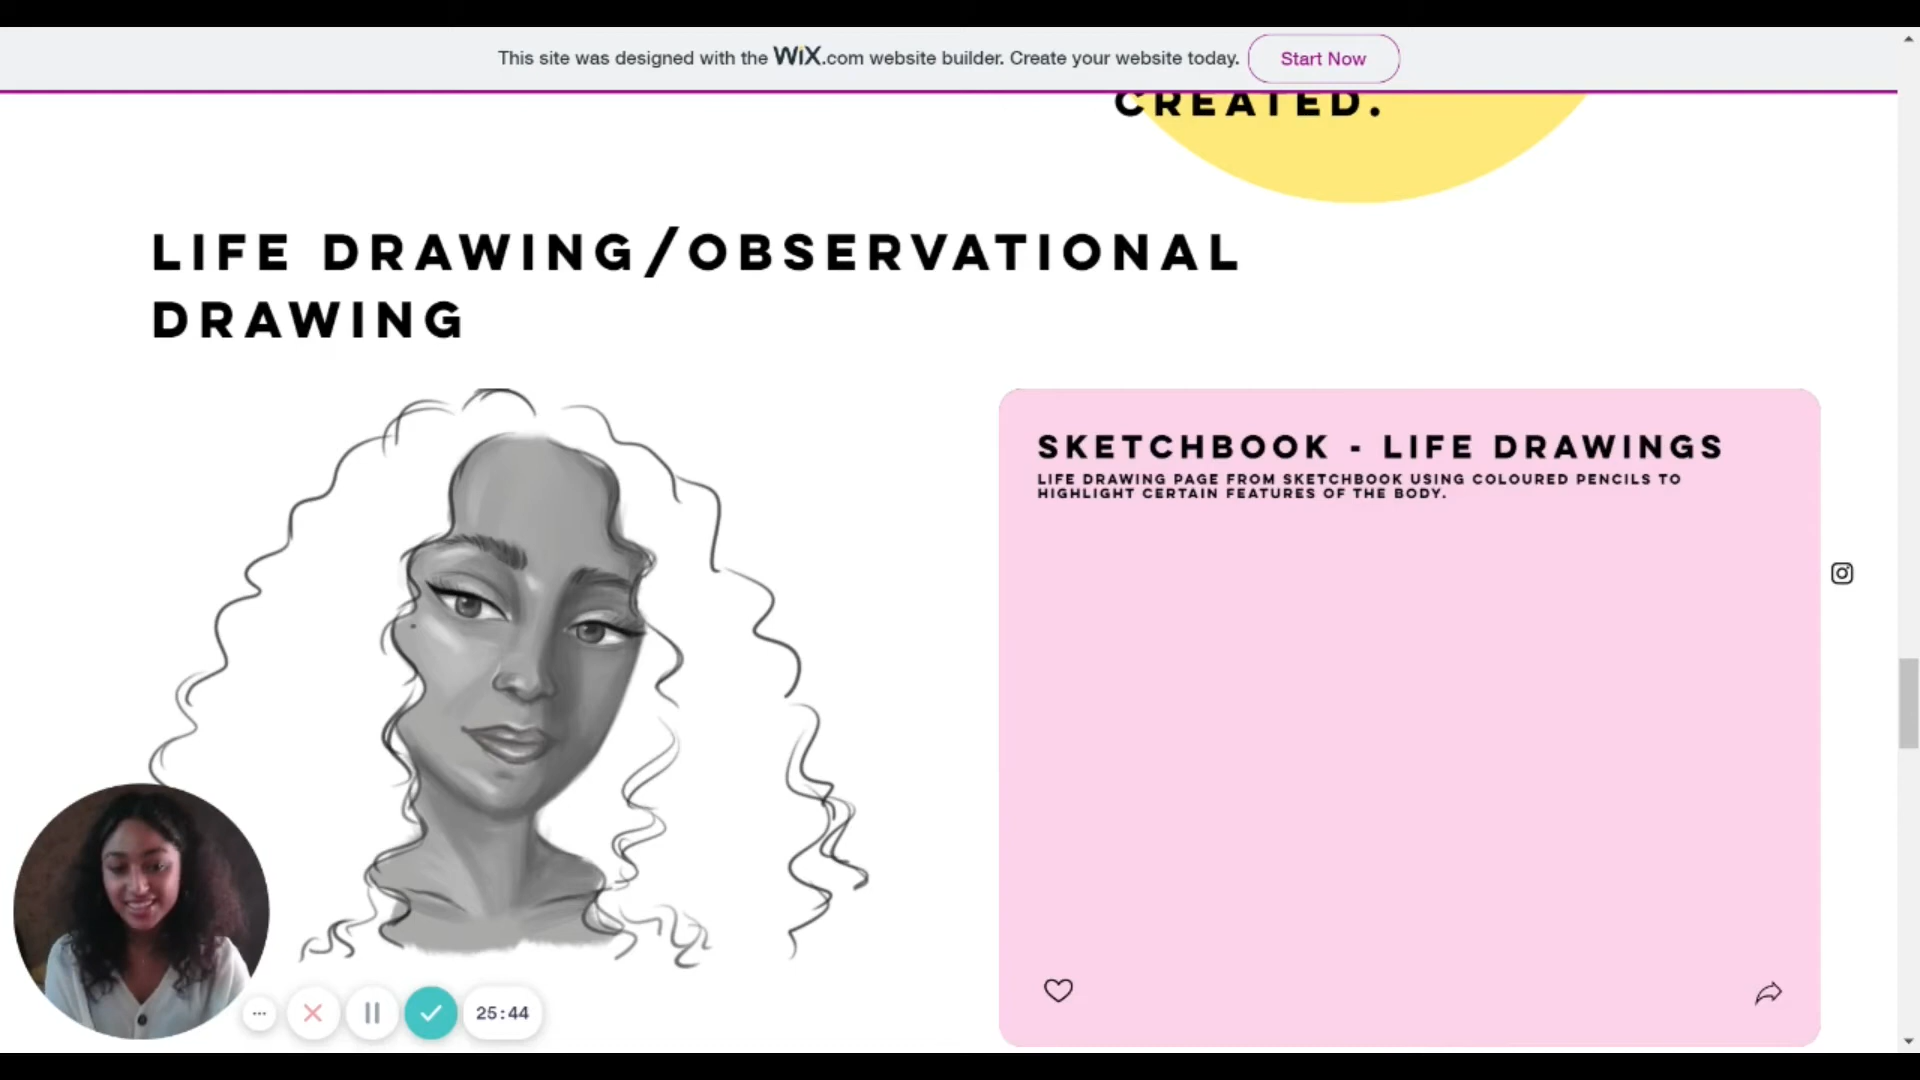 This site was designed with the WiX.com website builder. Create your website today. Start Now
CREATED.
LIFE DRAWING/OBSERVATIONAL
DRAWING
SKETCHBOOK - LIFE DRAWINGS
LIFE DRAWING PAGE FROM SKETCHBOOK USING COLOURED PENCILS TO
HIGHLIGHT CERTAIN FEATURES OF THE BODY.
25:44